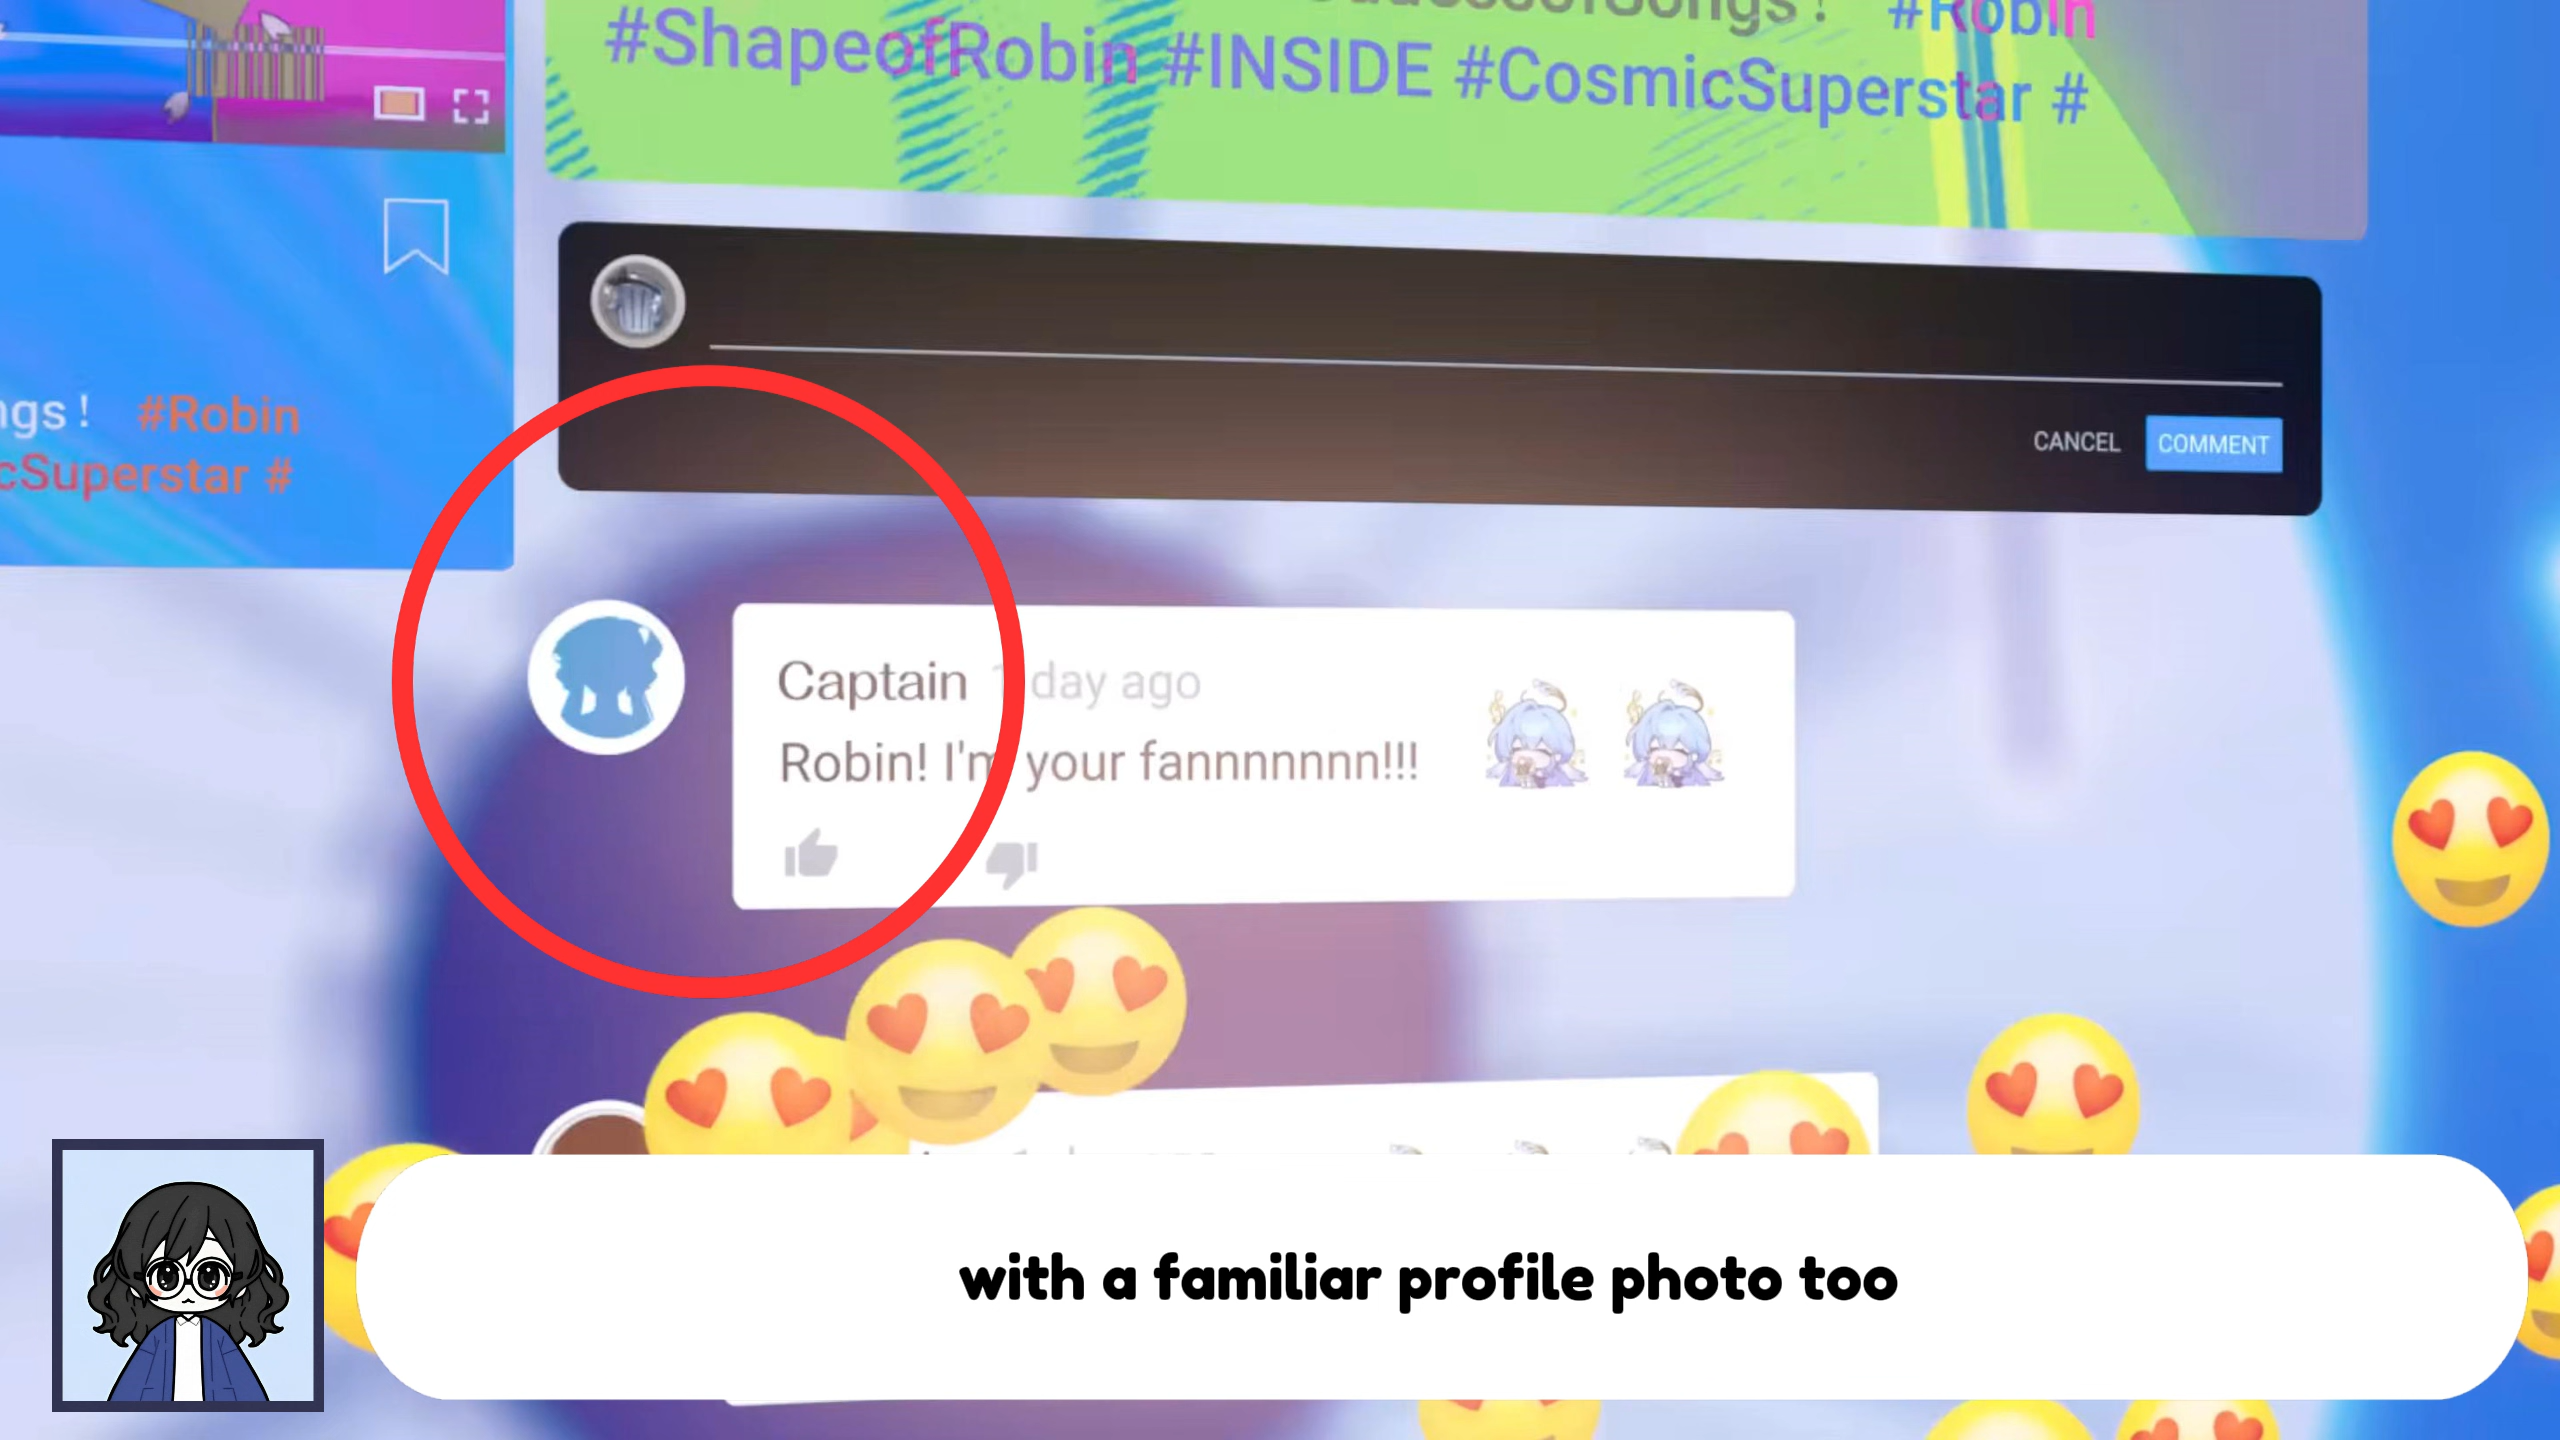 #Robin
#ShapeofRobin #INSIDE #CosmicSuperstar #
ngs! #Robin
cSuperstar #
CANCEL COMMENT
Captain 1 day ago
Robin! I'm your fannnnnnn!!!
with a familiar profile photo too